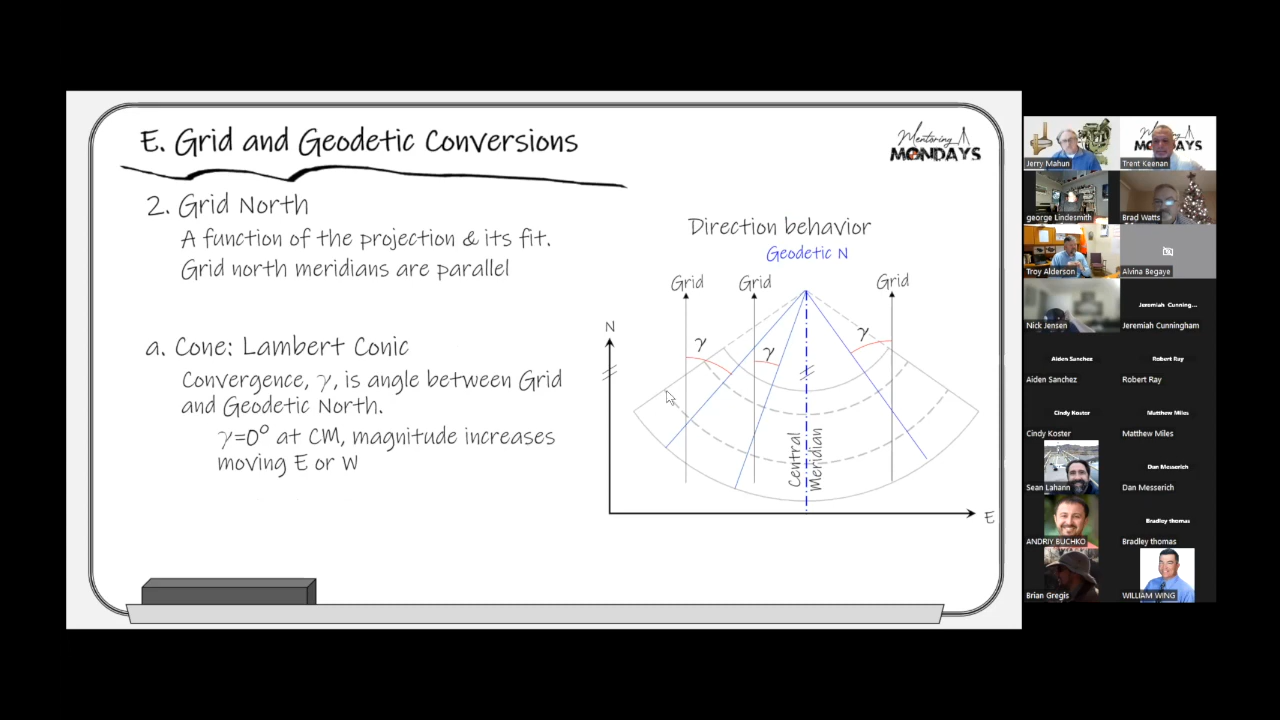 E. Grid and Geodetic Conversions
Mentoring
MONDAYS
2. Grid North
A function of the projection & its fit.
Grid north meridians are parallel
a. Cone: Lambert Conic
Convergence, γ, is angle between Grid
and Geodetic North.
γ=0° at CM, magnitude increases
moving E or W
Direction behavior
Geodetic N
Grid
Grid
Grid
N
γ
γ
γ
Central
Meridian
E
Jerry Mahun
Mentoring
MONDAYS
Trent Keenan
george Lindesmith
Brad Watts
Troy Alderson
Alvina Begaye
Nick Jensen
Jeremiah Cunning...
Jeremiah Cunningham
Aiden Sanchez
Aiden Sanchez
Robert Ray
Robert Ray
Cindy Koster
Cindy Koster
Matthew Miles
Matthew Miles
Sean Lahann
Dan Messerich
Dan Messerich
ANDRIY BUCHKO
Bradley thomas
Bradley thomas
Brian Gregis
WILLIAM WING